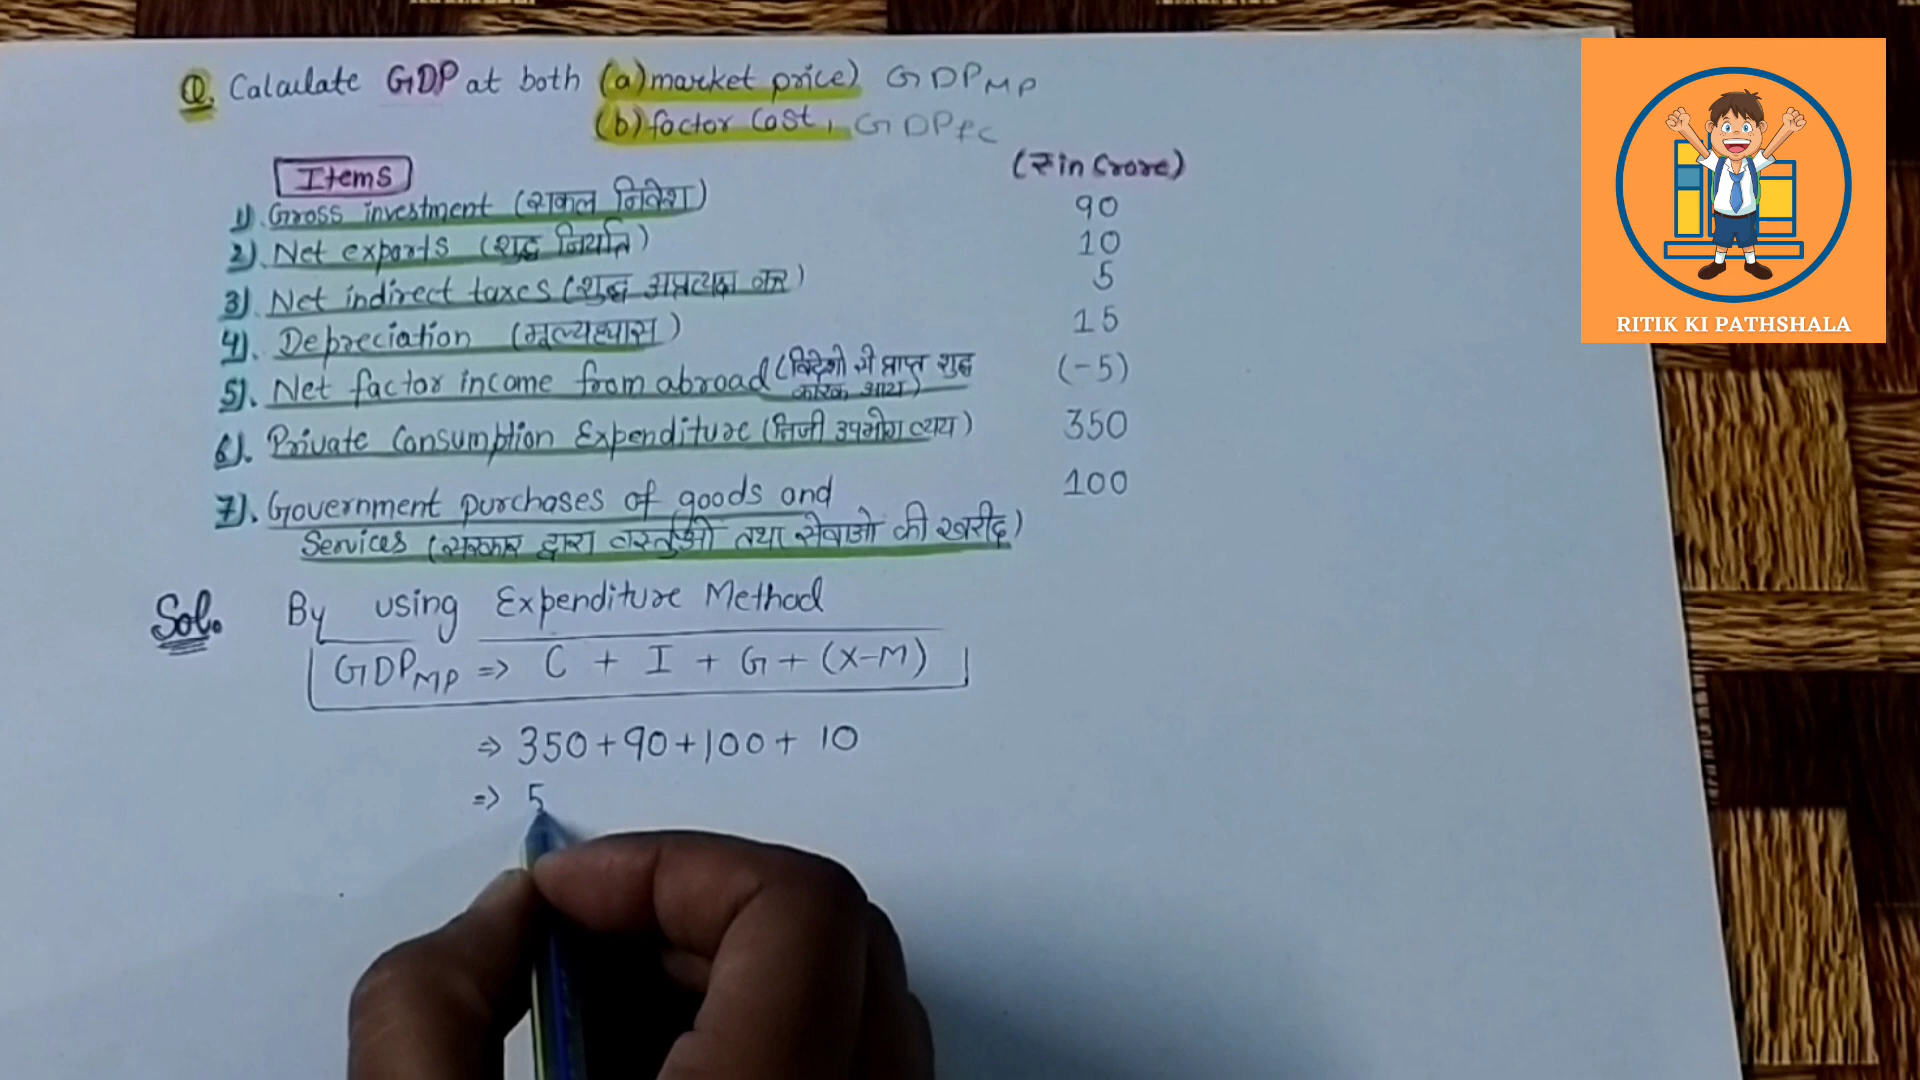 Q. Calculate GDP at both (a) market price) GDPMP
(b) factor Cost, GDPfc
Items (₹ in Crore)
1). Gross investment (सकल निवेश) 90
2). Net exports (शुद्ध निर्यात) 10
3). Net indirect taxes (शुद्ध अप्रत्यक्ष कर) 5
4). Depreciation (मूल्यह्रास) 15
5). Net factor income from abroad (विदेशो से प्राप्त शुद्ध (-5)
कारक आय)
6). Private Consumption Expenditure (निजी उपभोग व्यय) 350
7). Government purchases of goods and 100
Services (सरकार द्वारा वस्तुओ तथा सेवाओ की खरीद)
Sol. By using Expenditure Method
GDPMP => C + I + G + (X-M)
=> 350+90+100+ 10
=> 5
RITIK KI PATHSHALA